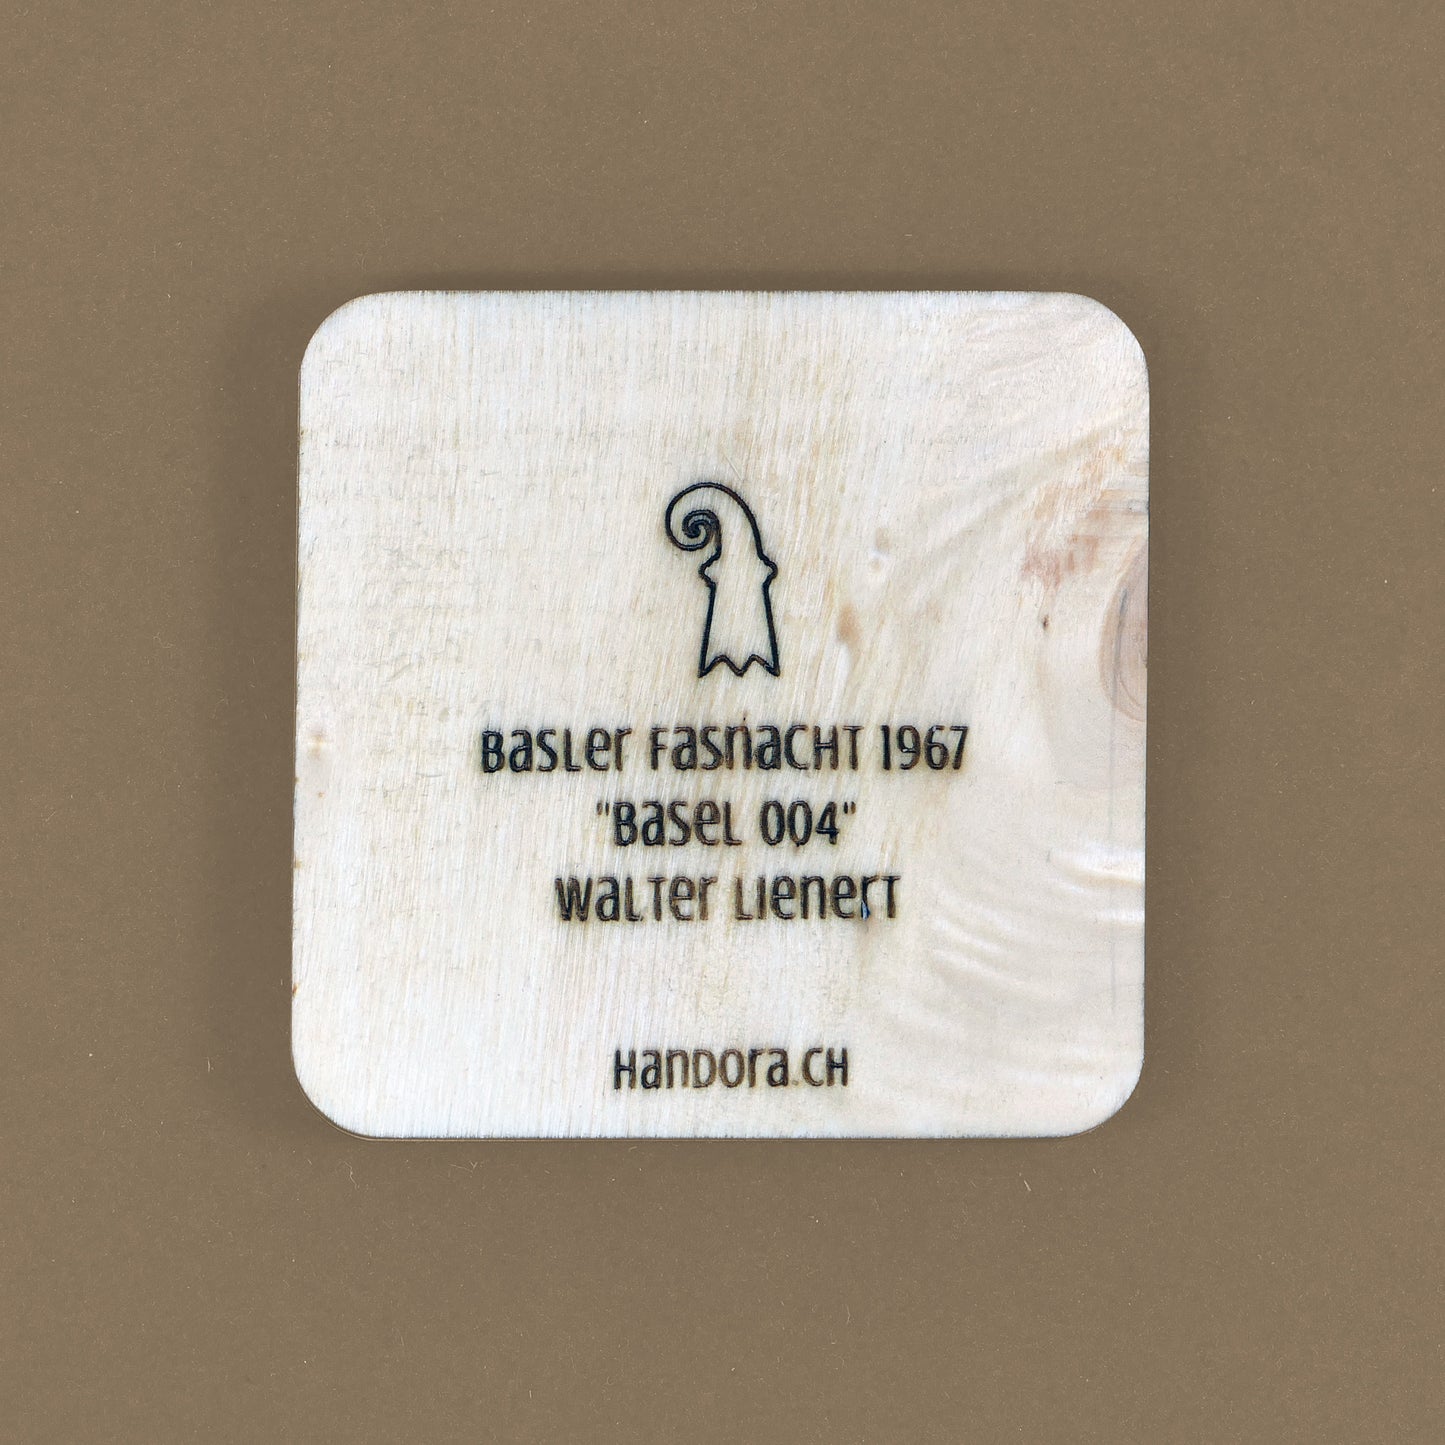 Basler Fasnacht 1967
"Basel 004"
Walter Lienert
Handora.ch